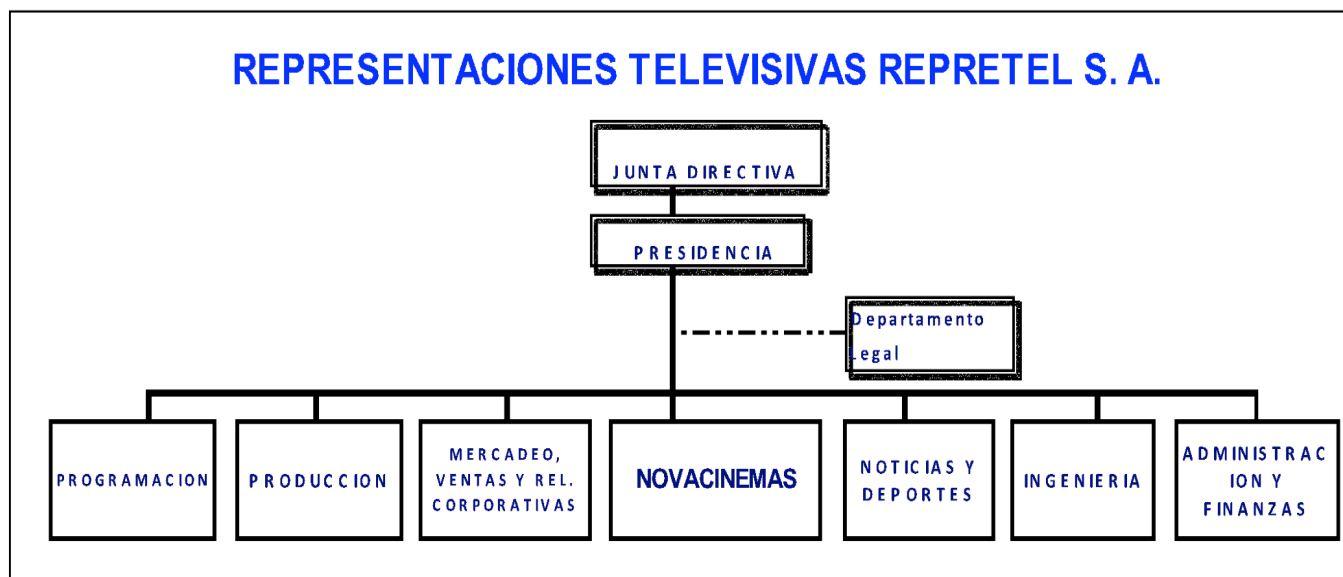 REPRESENTACIONES TELEVISIVAS REPRETEL S. A.
JUNTA DIRECTIVA
PRESIDENCIA
Departamento
Legal
PROGRAMACION
PRODUCCION
MERCADEO,
VENTAS Y REL.
CORPORATIVAS
NOVACINEMAS
NOTICIAS Y
DEPORTES
INGENIERIA
ADMINISTRAC
ION Y
FINANZAS